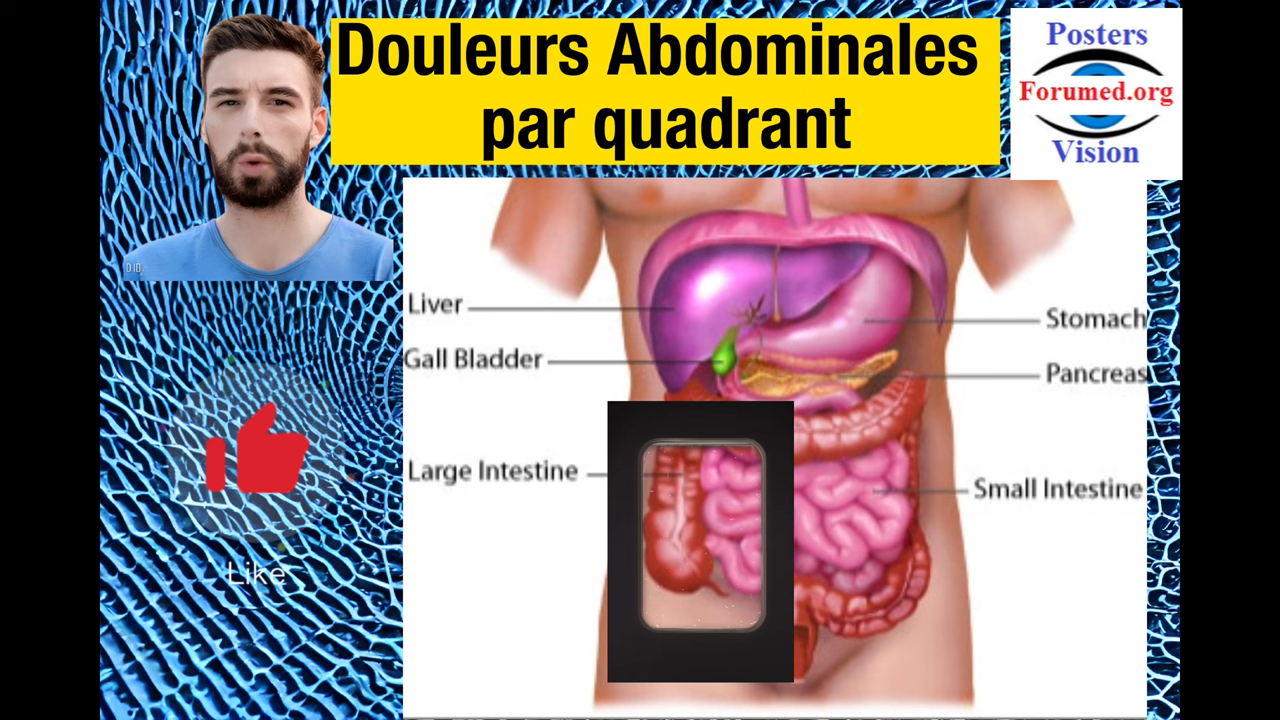 Douleurs Abdominales
par quadrant
Posters
Forumed.org
Vision
Liver
Stomach
Gall Bladder
Pancreas
Large Intestine
Small Intestine
Like